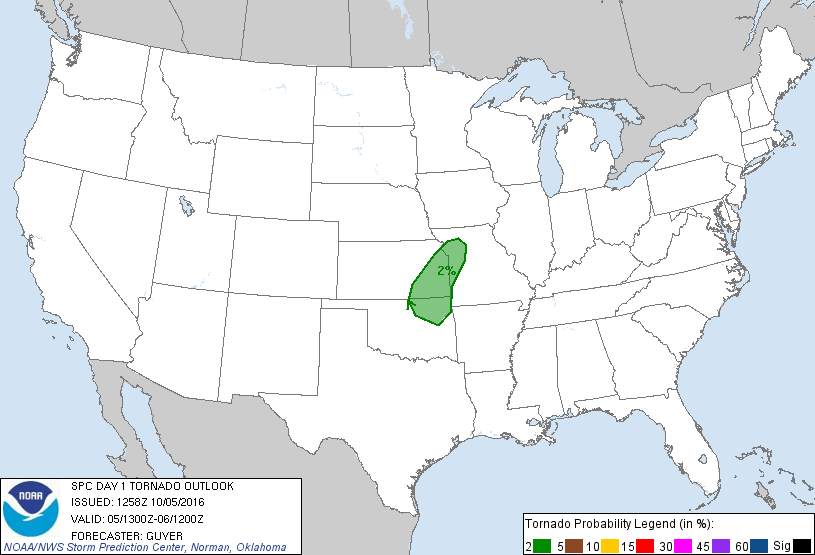 2%
NOAA
SPC DAY 1 TORNADO OUTLOOK
ISSUED: 1258Z 10/05/2016
VALID: 05/1300Z-06/1200Z
FORECASTER: GUYER
NOAA/NWS Storm Prediction Center, Norman, Oklahoma
Tornado Probability Legend (in %):
2 5 10 15 30 45 60 Sig